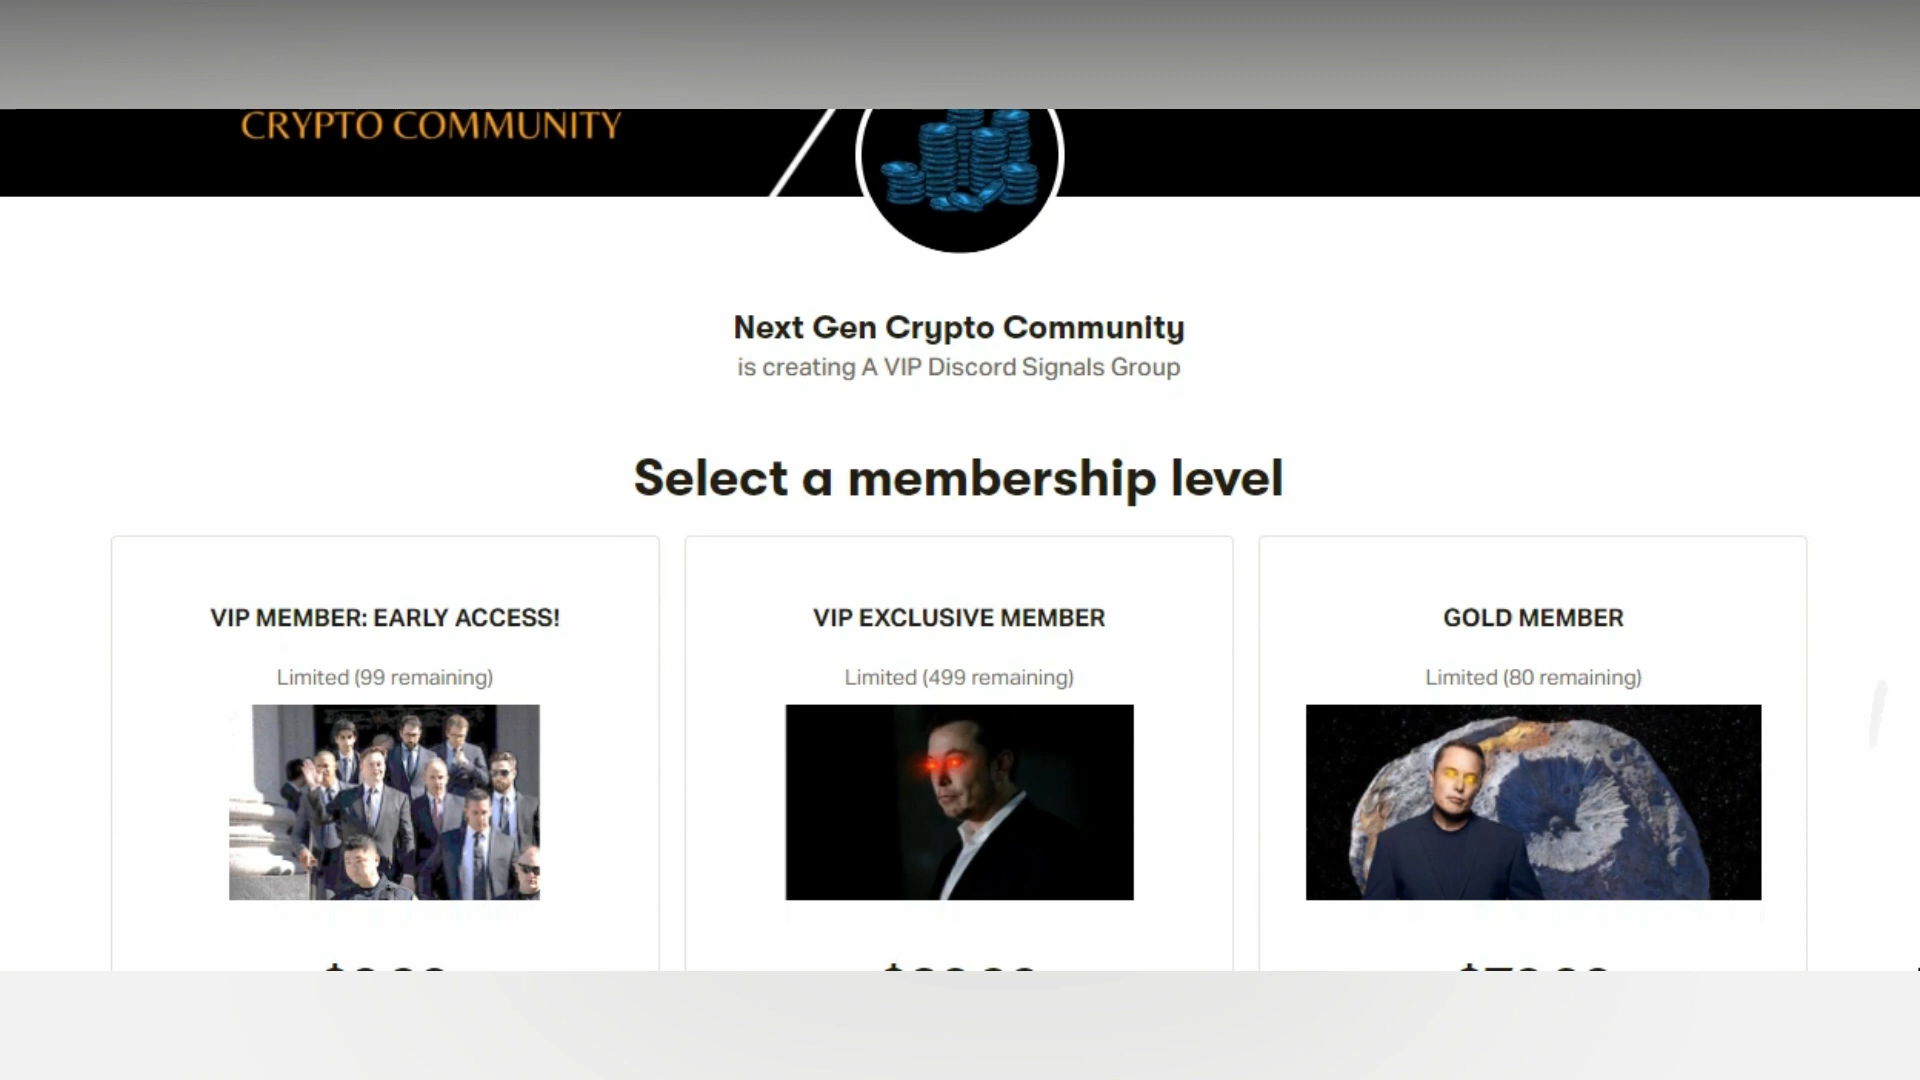 CRYPTO COMMUNITY
Next Gen Crypto Community
is creating A VIP Discord Signals Group
Select a membership level
VIP MEMBER: EARLY ACCESS!
Limited (99 remaining)
VIP EXCLUSIVE MEMBER
Limited (499 remaining)
GOLD MEMBER
Limited (80 remaining)